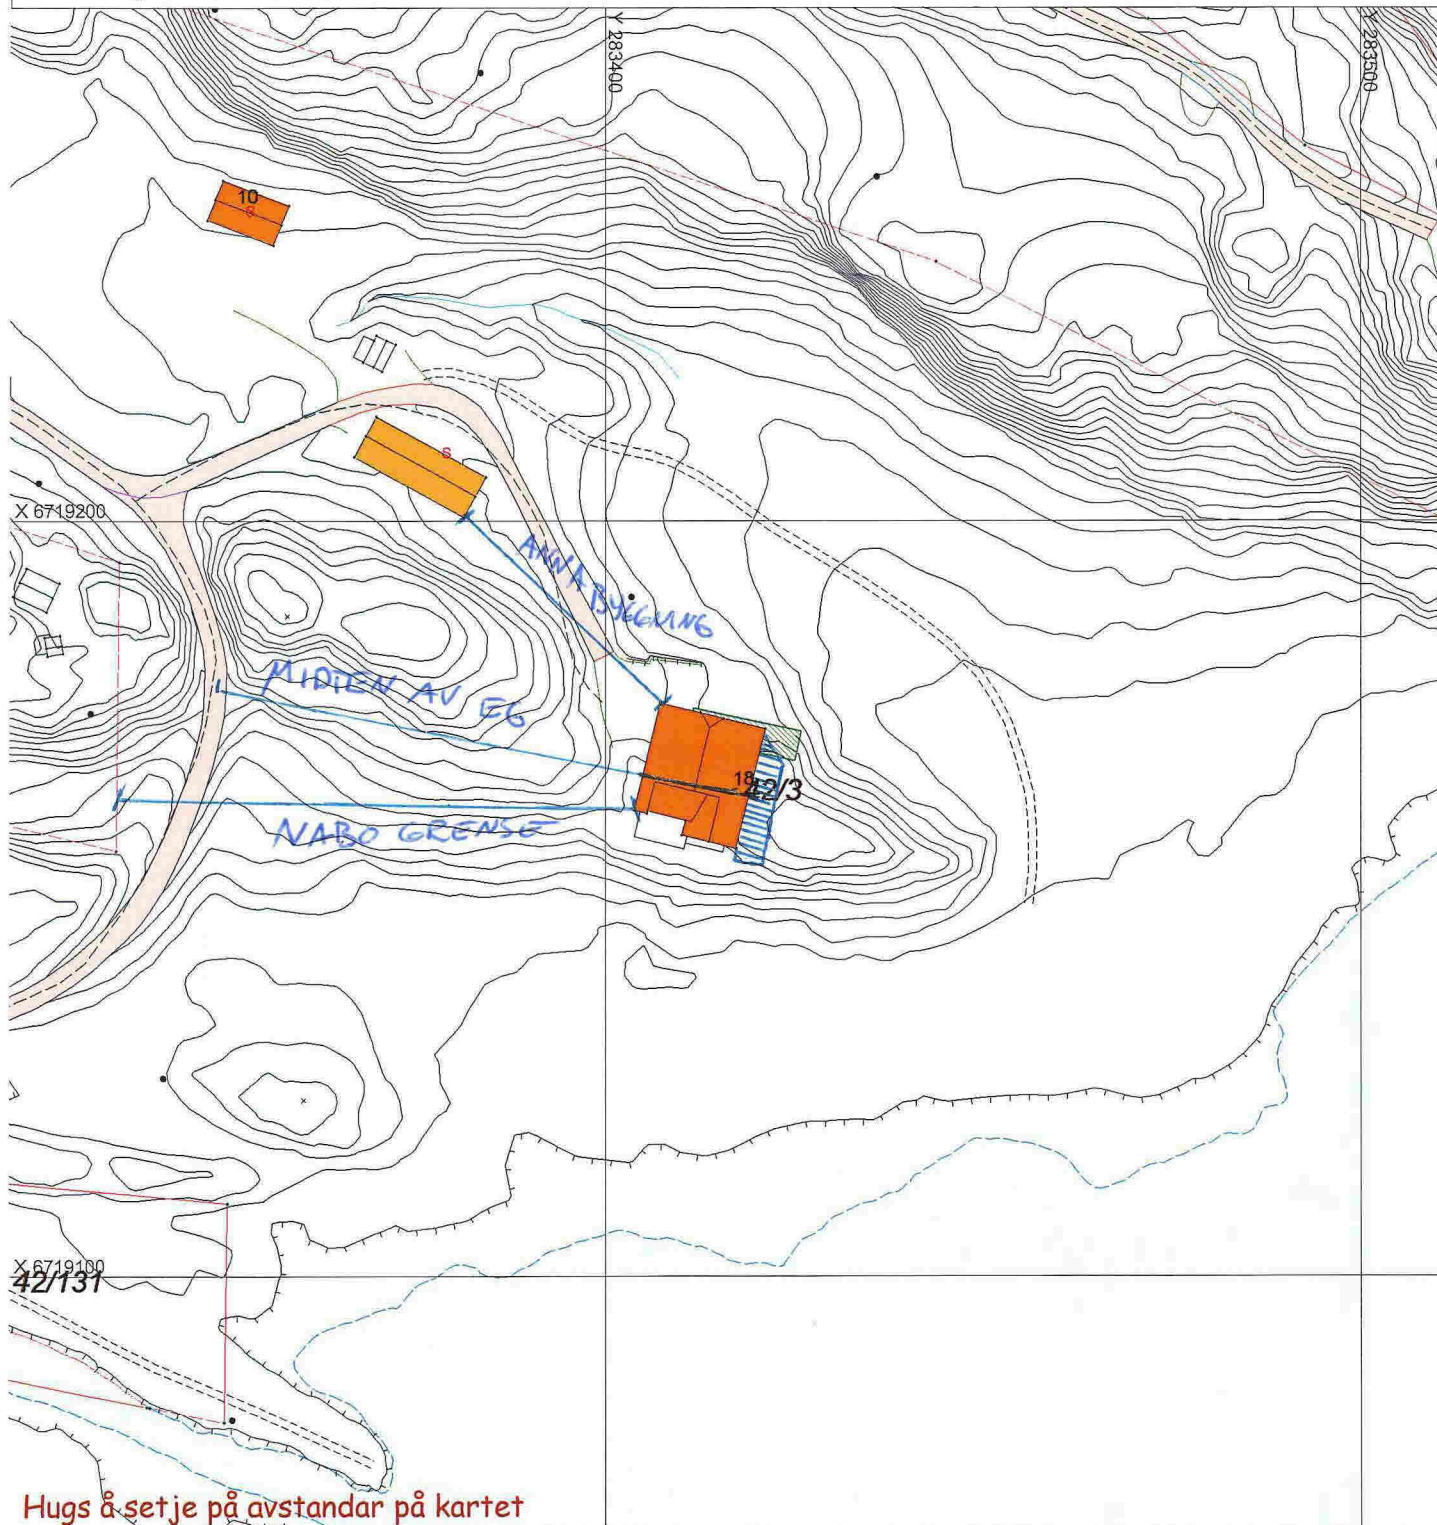 Y 283400
Y 283500
10
e
s
X 6719200
ANNA BYGGNING
MIDTEN AV EG
18
42/3
NABO GRENSE
X 6719100
42/131
Hugs å setje på avstandar på kartet